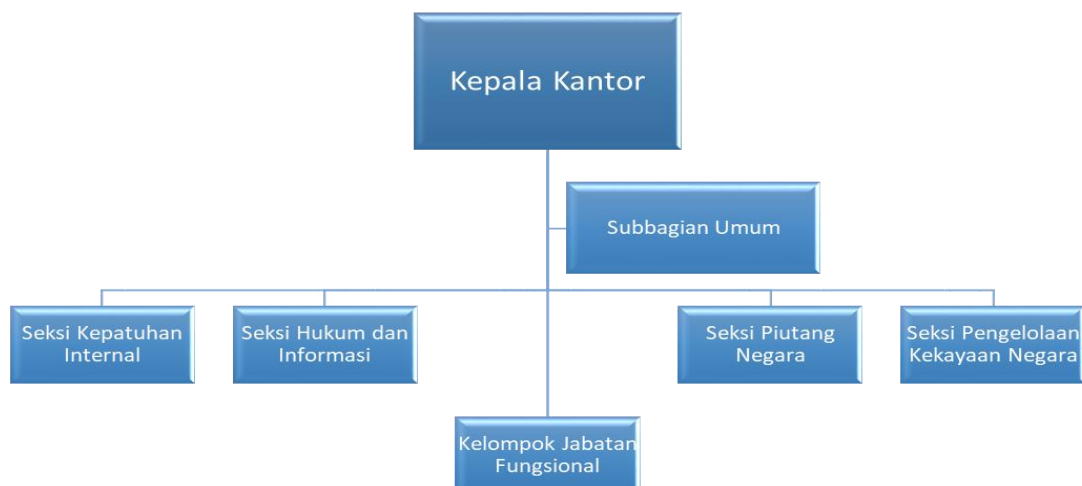 Kepala Kantor
Subbagian Umum
Seksi Kepatuhan
Internal
Seksi Hukum dan
Informasi
Seksi Piutang
Negara
Seksi Pengelolaan
Kekayaan Negara
Kelompok Jabatan
Fungsional